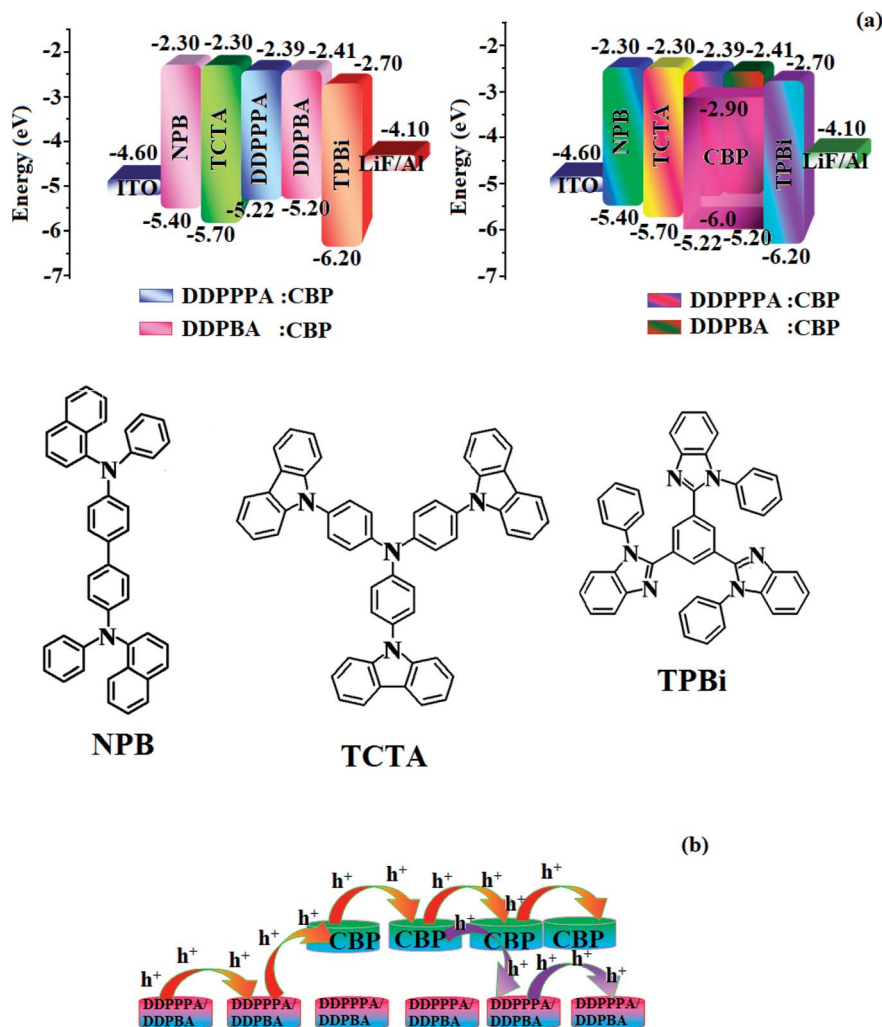 (a)
-2
-3
-4
-5
-6
-7
Energy (eV)
-4.60
ITO
-2.30
NPB
-5.40
-2.30
TCTA
-5.70
-2.39
DDPPPA
-5.22
-2.41
DDPBA
-5.20
-2.70
TPBi
-6.20
-4.10
LiF/Al
DDPPPA :CBP
DDPBA :CBP
-2
-3
-4
-5
-6
-7
Energy (eV)
-4.60
ITO
-2.30
NPB
-5.40
-2.30
TCTA
-5.70
-2.39
-2.41
-2.90
CBP
-6.0
-5.22
-5.20
-2.70
TPBi
-6.20
-4.10
LiF/Al
DDPPPA :CBP
DDPBA :CBP
N
N
NPB
N
N
N
N
TCTA
N
N
N
N
N
N
TPBi
(b)
h+ h+ h+ h+ h+
h+ h+ h+
CBP CBP CBP CBP
h+ h+ h+ h+
h+ h+ h+
DDPPPA/ DDPPPA/ DDPPPA/ DDPPPA/ DDPPPA/ DDPPPA/
DDPBA DDPBA DDPBA DDPBA DDPBA DDPBA